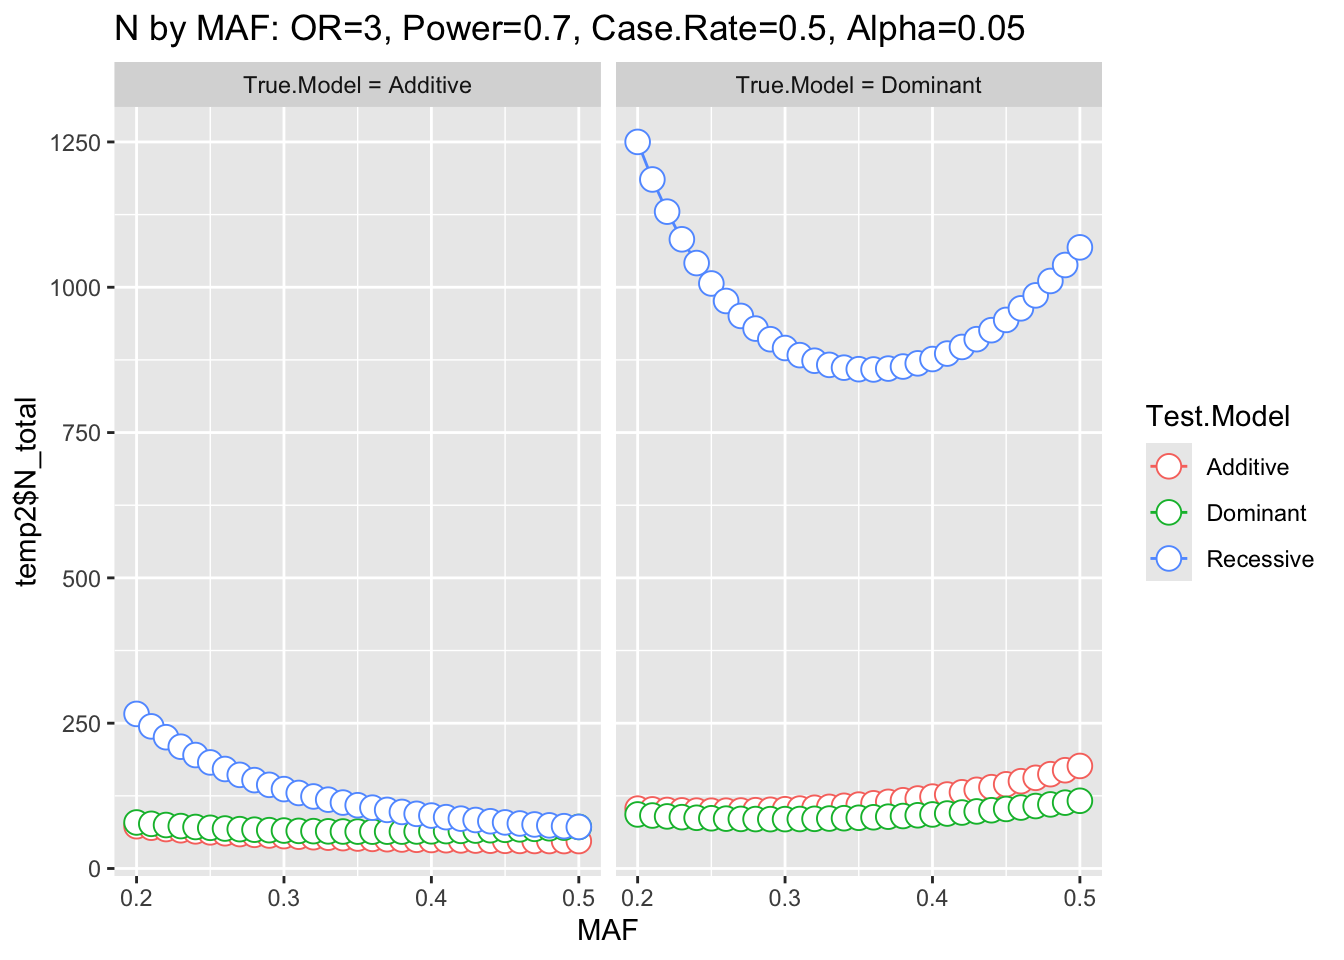 N by MAF: OR=3, Power=0.7, Case.Rate=0.5, Alpha=0.05
True.Model = Additive
True.Model = Dominant
1250
1000
750
500
250
0
temp2$N_total
0.2
0.3
0.4
0.5
0.2
0.3
0.4
0.5
MAF
Test.Model
Additive
Dominant
Recessive